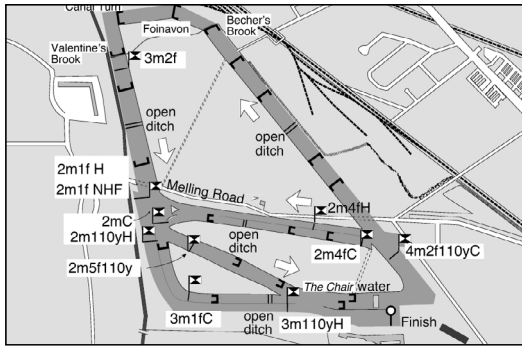 Canal Turn
Foinavon
Becher's
Brook
Valentine's
Brook
3m2f
open
ditch
open
ditch
2m1f H
2m1f NHF
Melling Road
2mC
2m110yH
2m4fH
open
ditch
2m4fC
4m2f110yC
2m5f110y
The Chair water
3m1fC
open
ditch
3m110yH
Finish